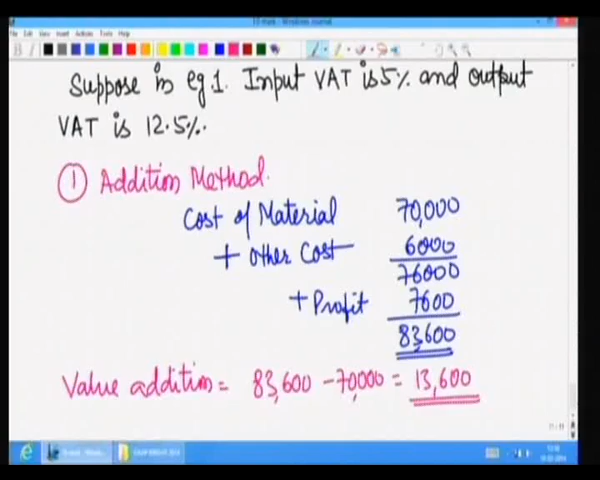 Suppose in eg.1. Input VAT is 5% and output
VAT is 12.5%.
① Addition Method.
Cost of Material 70,000
+ Other Cost 6000
76000
+ Profit 7600
83,600
Value addition = 83,600 - 70,000 = 13,600